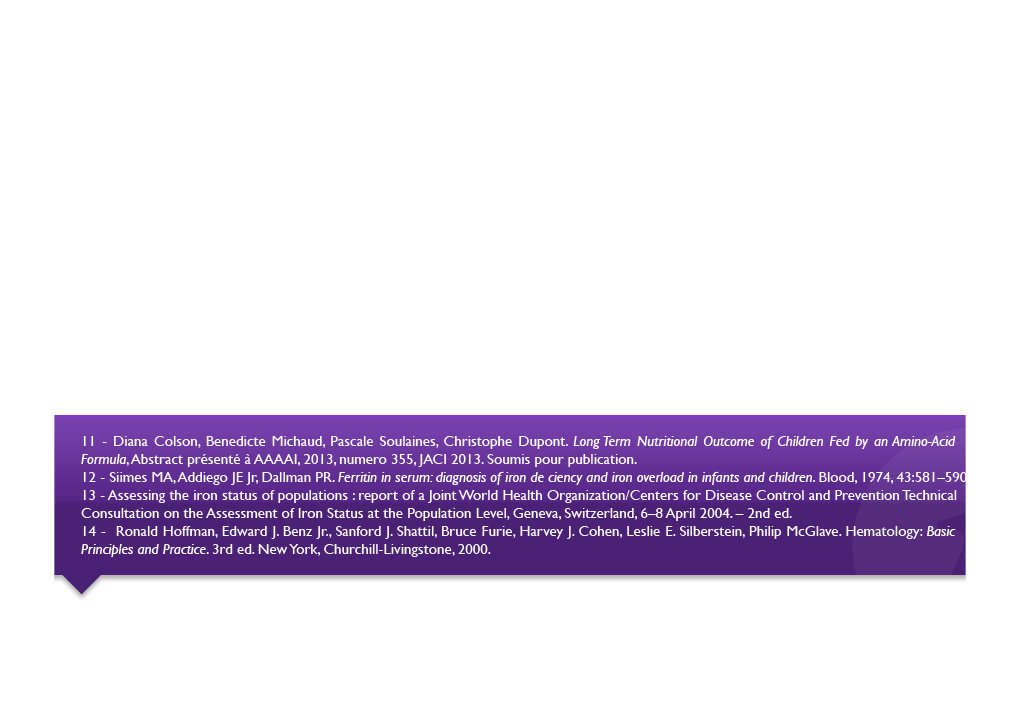 11 - Diana Colson, Benedicte Michaud, Pascale Soulaines, Christophe Dupont. Long Term Nutritional Outcome of Children Fed by an Amino-Acid
Formula, Abstract présenté à AAAAI, 2013, numero 355, JACI 2013. Soumis pour publication.
12 - Siimes MA, Addiego JE Jr, Dallman PR. Ferritin in serum: diagnosis of iron de ciency and iron overload in infants and children. Blood, 1974, 43:581–590
13 - Assessing the iron status of populations : report of a Joint World Health Organization/Centers for Disease Control and Prevention Technical
Consultation on the Assessment of Iron Status at the Population Level, Geneva, Switzerland, 6–8 April 2004. – 2nd ed.
14 - Ronald Hoffman, Edward J. Benz Jr., Sanford J. Shattil, Bruce Furie, Harvey J. Cohen, Leslie E. Silberstein, Philip McGlave. Hematology: Basic
Principles and Practice. 3rd ed. New York, Churchill-Livingstone, 2000.